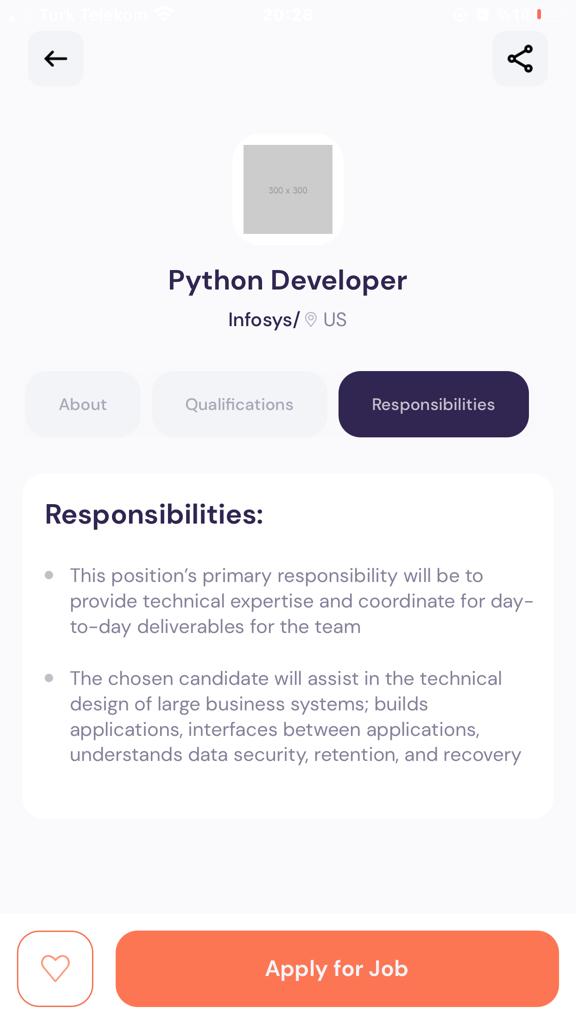 Turk Telekom 20:28 %18
300 x 300
Python Developer
Infosys/ US
About Qualifications Responsibilities
Responsibilities:
This position’s primary responsibility will be to
provide technical expertise and coordinate for day-
to-day deliverables for the team
The chosen candidate will assist in the technical
design of large business systems; builds
applications, interfaces between applications,
understands data security, retention, and recovery
Apply for Job